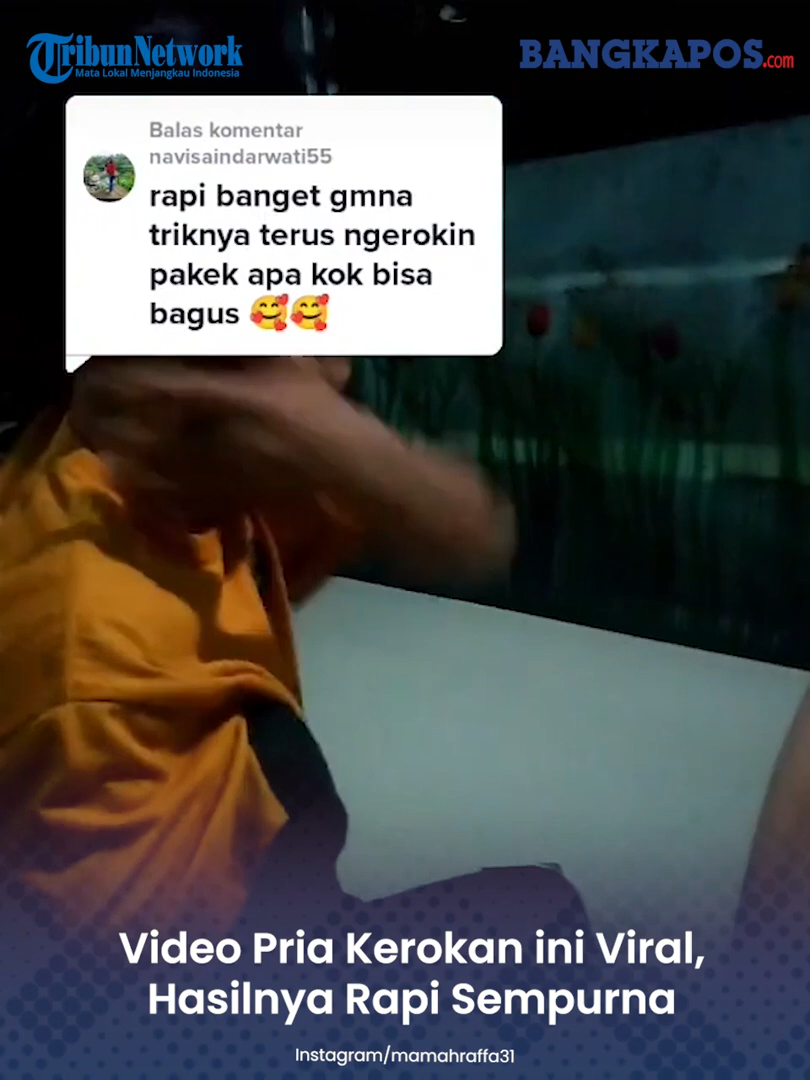 TribunNetwork
Mata Lokal Menjangkau Indonesia
BANGKAPOS.com
Balas komentar
navisaindarwati55
rapi banget gmna
triknya terus ngerokin
pakek apa kok bisa
bagus 🥰🥰
Video Pria Kerokan ini Viral,
Hasilnya Rapi Sempurna
Instagram/mamahraffa31